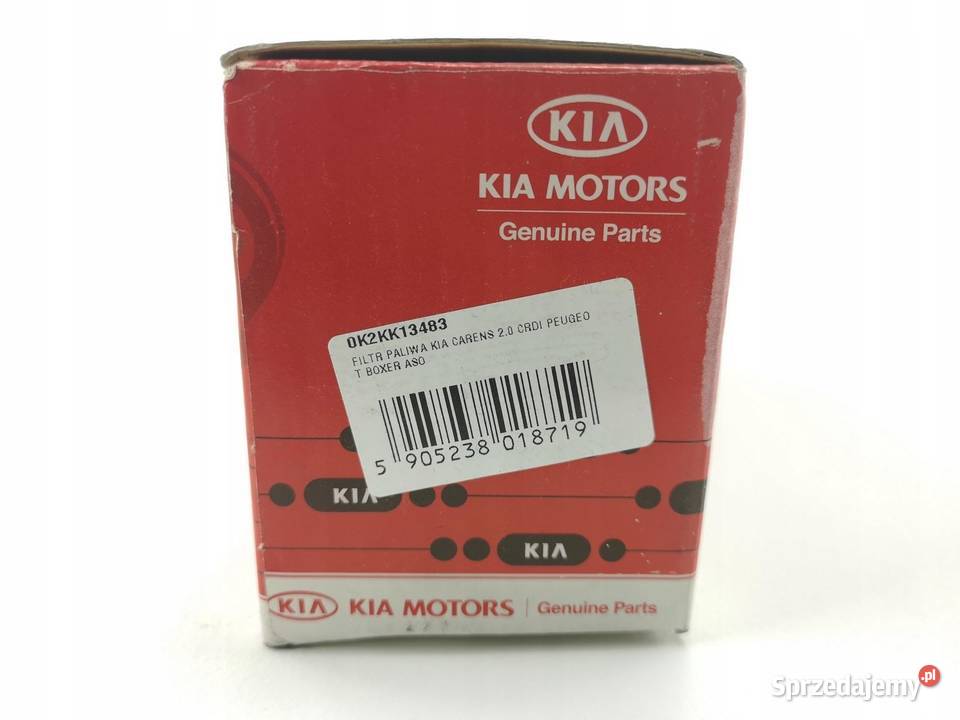 KIA
KIA MOTORS
Genuine Parts
0K2KK13483
FILTR PALIWA KIA CARENS 2.0 CRDI PEUGEO
T BOXER ASO
5 905238 018719
KIA
KIA
KIA KIA MOTORS Genuine Parts
Sprzedajemy.pl